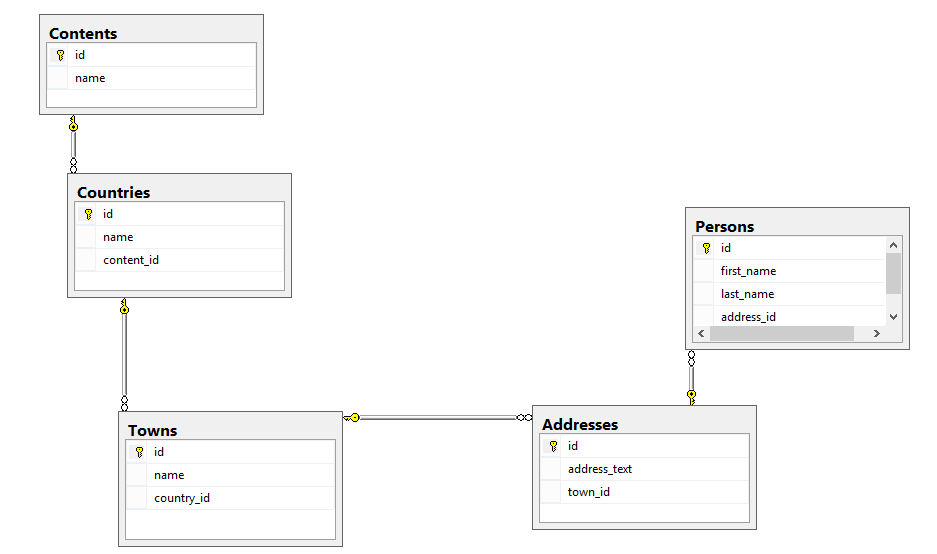 Contents
id
name
Countries
id
name
content_id
Persons
id
first_name
last_name
address_id
Towns
id
name
country_id
Addresses
id
address_text
town_id